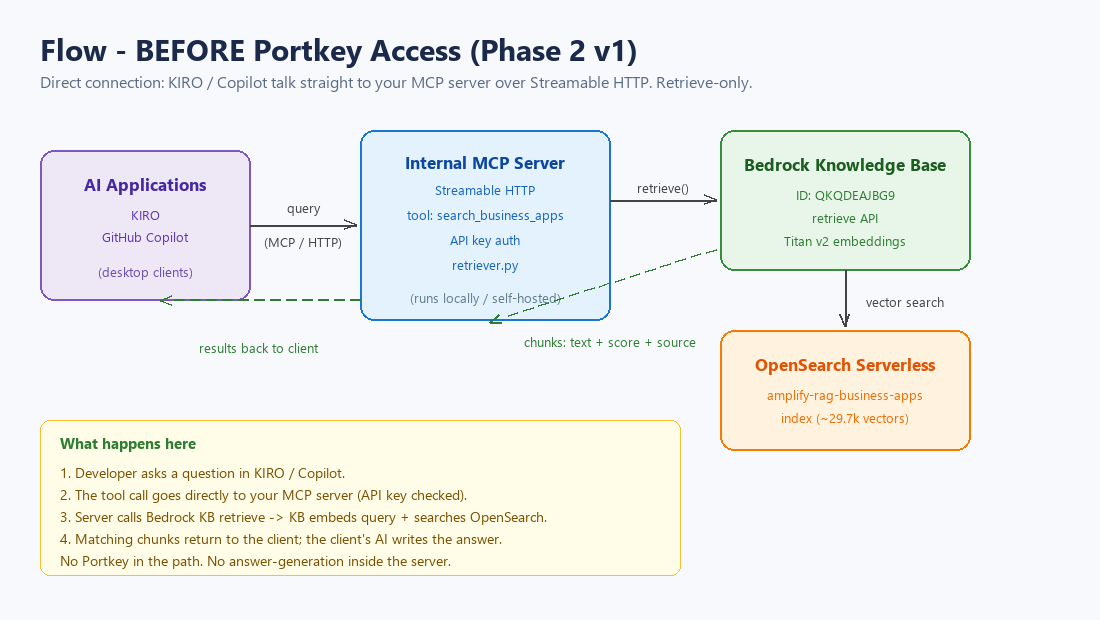 Flow - BEFORE Portkey Access (Phase 2 v1)
Direct connection: KIRO / Copilot talk straight to your MCP server over Streamable HTTP. Retrieve-only.
AI Applications
KIRO
GitHub Copilot
(desktop clients)
query
(MCP / HTTP)
Internal MCP Server
Streamable HTTP
tool: search_business_apps
API key auth
retriever.py
(runs locally / self-hosted)
retrieve()
Bedrock Knowledge Base
ID: QKQDEAJBG9
retrieve API
Titan v2 embeddings
vector search
results back to client
chunks: text + score + source
OpenSearch Serverless
amplify-rag-business-apps
index (~29.7k vectors)
What happens here
1. Developer asks a question in KIRO / Copilot.
2. The tool call goes directly to your MCP server (API key checked).
3. Server calls Bedrock KB retrieve -> KB embeds query + searches OpenSearch.
4. Matching chunks return to the client; the client's AI writes the answer.
No Portkey in the path. No answer-generation inside the server.